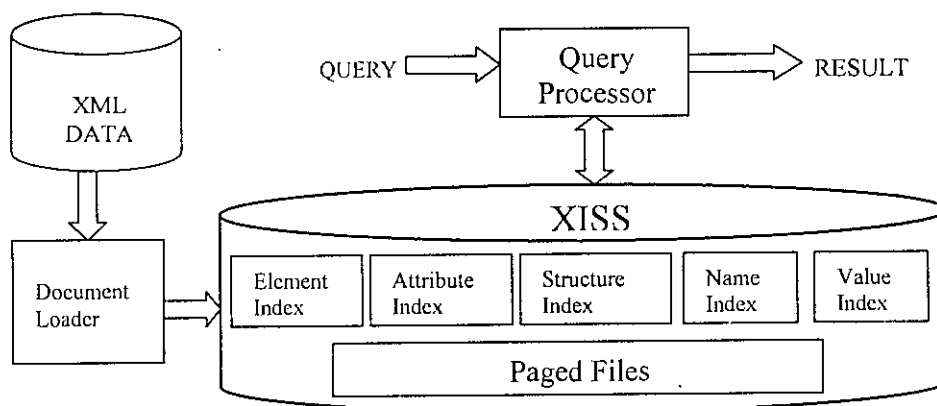 XML
DATA
QUERY
Query
Processor
RESULT
XISS
Document
Loader
Element
Index
Attribute
Index
Structure
Index
Name
Index
Value
Index
Paged Files